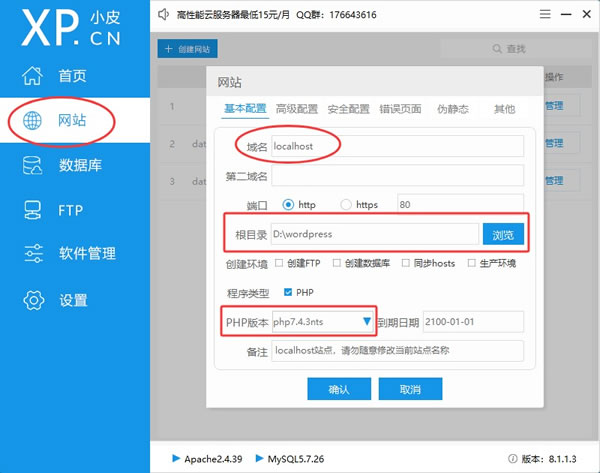 XP. 小皮
.CN
高性能云服务器最低15元/月 QQ群：176643616
首页
网站
数据库
FTP
软件管理
设置
+ 创建网站
查找
操作
1 管理
2 dat 管理
3 dat 管理
网站
基本配置 高级配置 安全配置 错误页面 伪静态 其他
域名 localhost
第二域名
端口 http https 80
根目录 D:\wordpress 浏览
创建环境 创建FTP 创建数据库 同步hosts 生产环境
程序类型 PHP
PHP版本 php7.4.3nts 到期日期 2100-01-01
备注 localhost站点，请勿随意修改当前站点名称
确认 取消
Apache2.4.39 MySQL5.7.26 版本：8.1.1.3